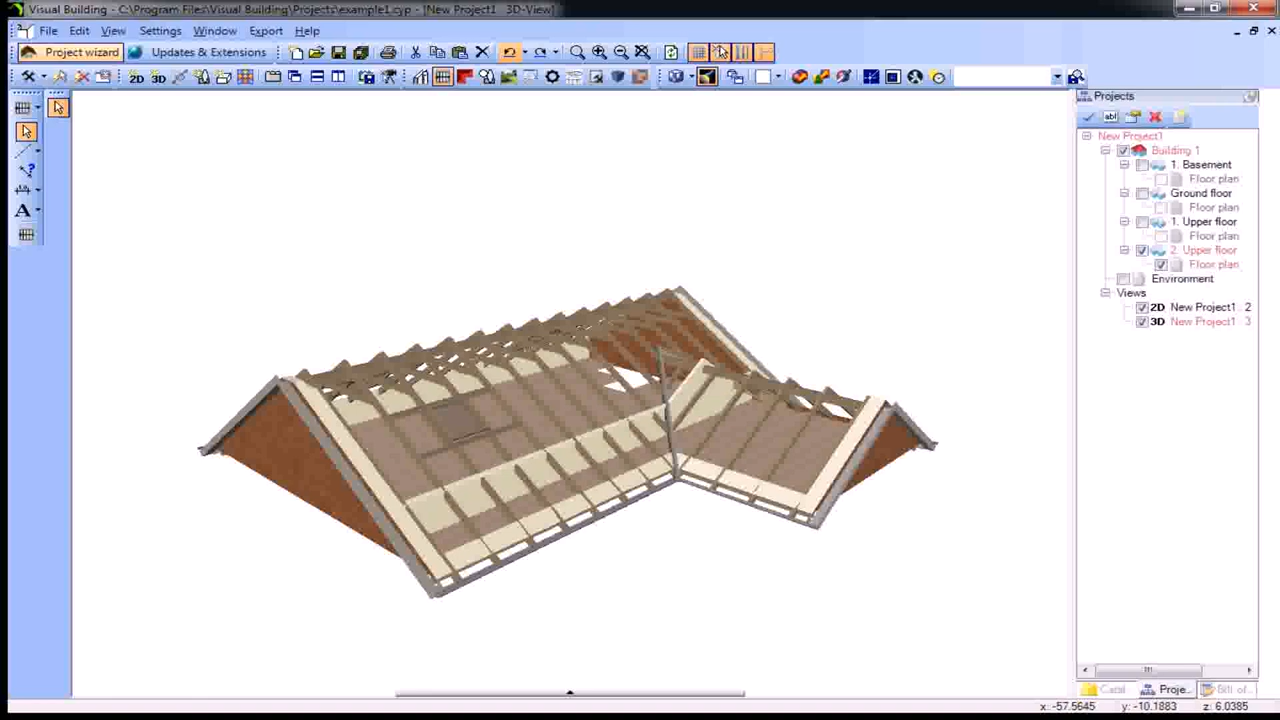 Visual Building - C:\Program Files\Visual Building\Projects\example1.cyp - [New Project1 3D-View]
File Edit View Settings Window Export Help
Project wizard Updates & Extensions
2D 3D
Projects
abl
New Project1
Building 1
1. Basement
Floor plan
Ground floor
Floor plan
1. Upper floor
Floor plan
2. Upper floor
Floor plan
Environment
Views
2D New Project1 2
3D New Project1 3
A
Proje...
Bill of...
x: -57.5645 y: -10.1883 z: 6.0385